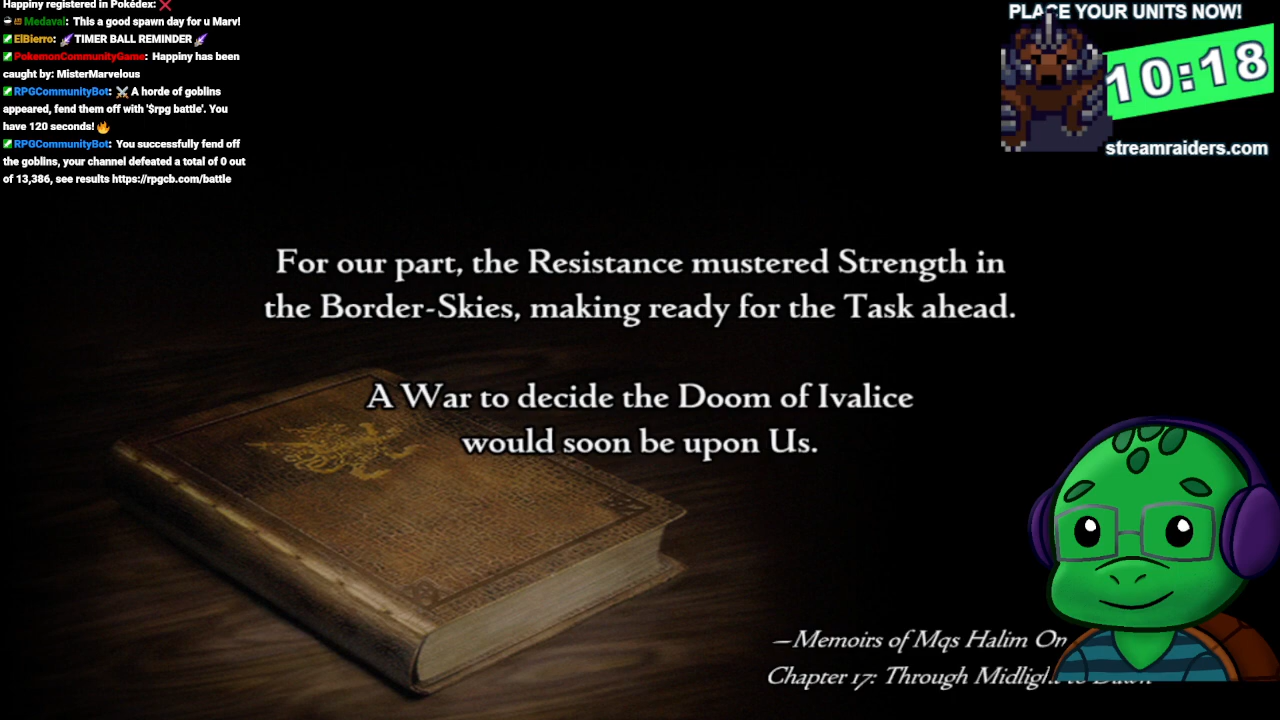 Happiny registered in Pokédex: ❌
Medaval: This a good spawn day for u Marv!
ElBierro: TIMER BALL REMINDER
PokemonCommunityGame: Happiny has been
caught by: MisterMarvelous
RPGCommunityBot: ⚔ A horde of goblins
appeared, fend them off with '$rpg battle'. You
have 120 seconds! 🔥
RPGCommunityBot: You successfully fend off
the goblins, your channel defeated a total of 0 out
of 13,386, see results https://rpgcb.com/battle
PLACE YOUR UNITS NOW!
10:18
streamraiders.com
For our part, the Resistance mustered Strength in
the Border-Skies, making ready for the Task ahead.
A War to decide the Doom of Ivalice
would soon be upon Us.
—Memoirs of Mqs Halim
Chapter 17: Through